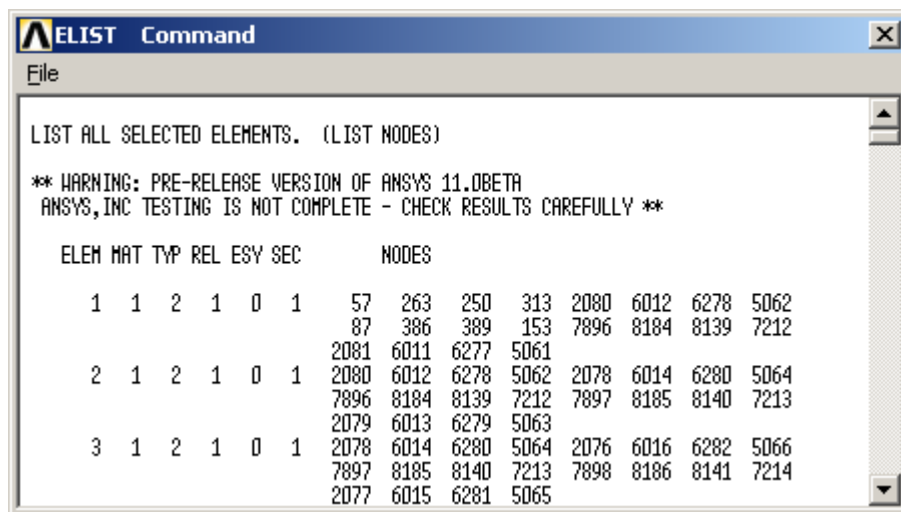 ELIST Command
File
LIST ALL SELECTED ELEMENTS. (LIST NODES)
** WARNING: PRE-RELEASE VERSION OF ANSYS 11.0BETA
ANSYS,INC TESTING IS NOT COMPLETE - CHECK RESULTS CAREFULLY **
ELEM MAT TYP REL ESY SEC NODES
1 1 2 1 0 1 57 263 250 313 2080 6012 6278 5062
87 386 389 153 7896 8184 8139 7212
2081 6011 6277 5061
2 1 2 1 0 1 2080 6012 6278 5062 2078 6014 6280 5064
7896 8184 8139 7212 7897 8185 8140 7213
2079 6013 6279 5063
3 1 2 1 0 1 2078 6014 6280 5064 2076 6016 6282 5066
7897 8185 8140 7213 7898 8186 8141 7214
2077 6015 6281 5065